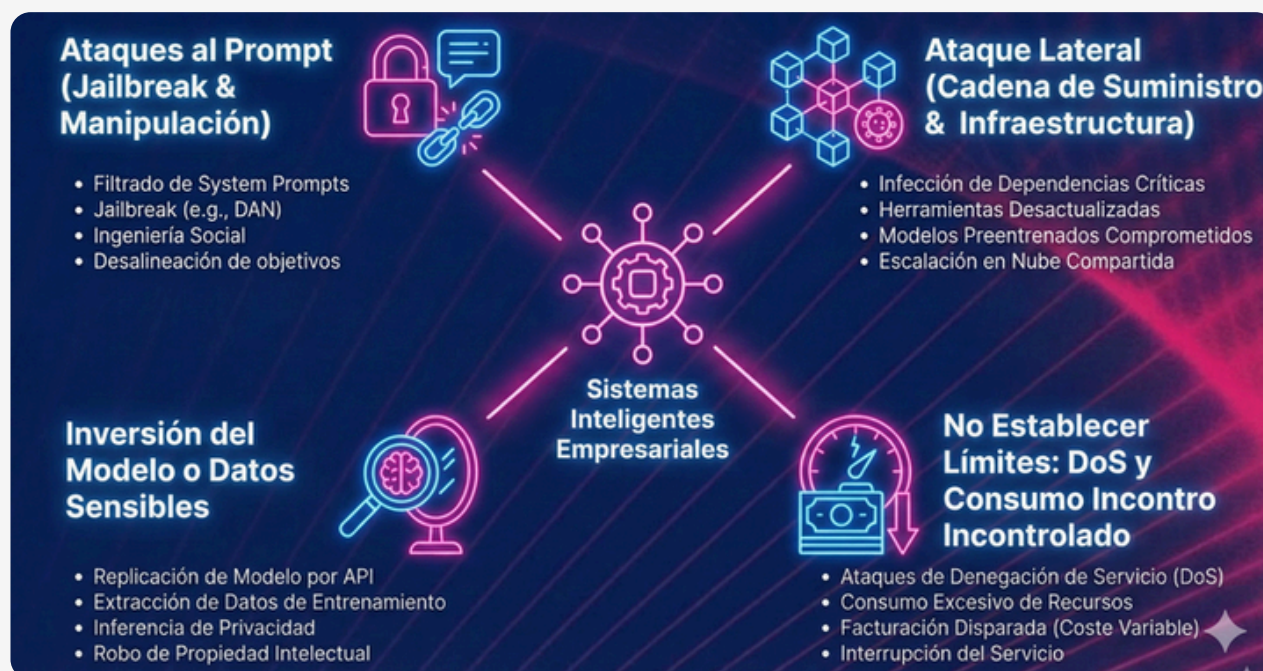 Ataques al Prompt
(Jailbreak &
Manipulación)
• Filtrado de System Prompts
• Jailbreak (e.g., DAN)
• Ingeniería Social
• Desalineación de objetivos
Ataque Lateral
(Cadena de Suministro
& Infraestructura)
• Infección de Dependencias Críticas
• Herramientas Desactualizadas
• Modelos Preentrenados Comprometidos
• Escalación en Nube Compartida
Sistemas
Inteligentes
Empresariales
Inversión del
Modelo o Datos
Sensibles
• Replicación de Modelo por API
• Extracción de Datos de Entrenamiento
• Inferencia de Privacidad
• Robo de Propiedad Intelectual
No Establecer
Límites: DoS y
Consumo Incontro
Incontrolado
• Ataques de Denegación de Servicio (DoS)
• Consumo Excesivo de Recursos
• Facturación Disparada (Coste Variable)
• Interrupción del Servicio